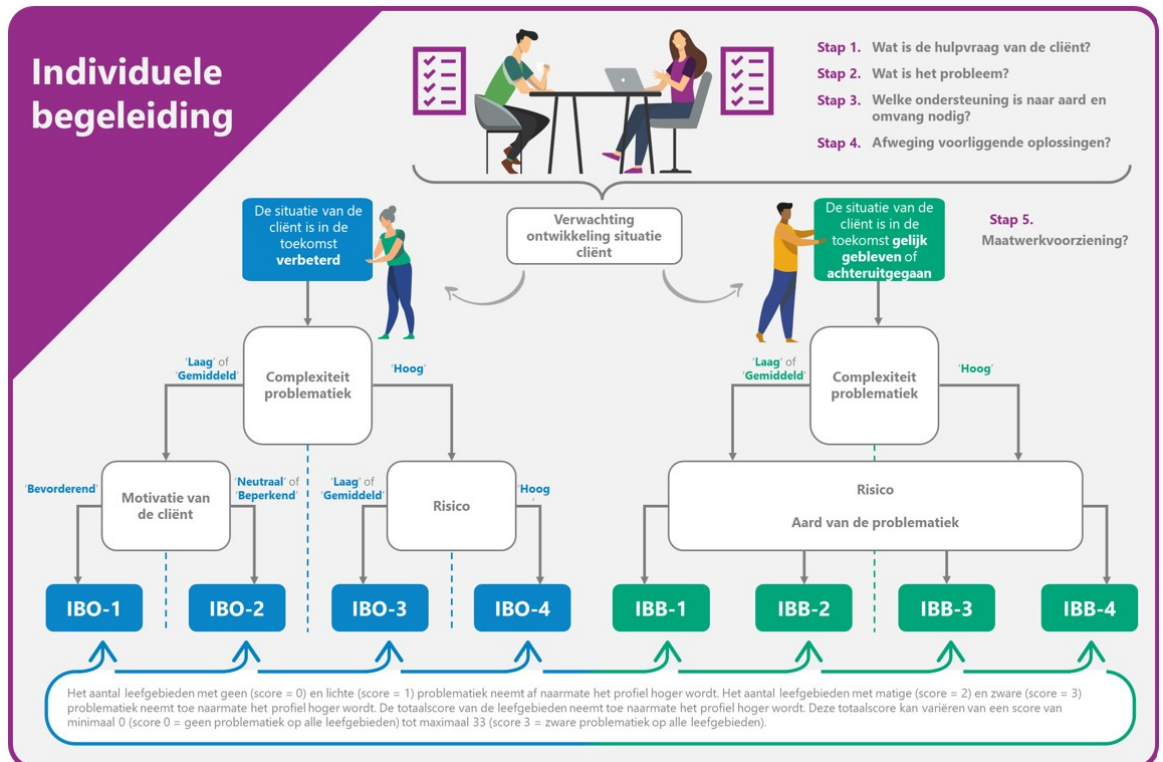 Individuele
begeleiding
Stap 1. Wat is de hulpvraag van de cliënt?
Stap 2. Wat is het probleem?
Stap 3. Welke ondersteuning is naar aard en
omvang nodig?
Stap 4. Afweging voorliggende oplossingen?
De situatie van de
cliënt is in de
toekomst
verbeterd
Verwachting
ontwikkeling situatie
cliënt
De situatie van de
cliënt is in de
toekomst gelijk
gebleven of
achteruitgegaan
Stap 5.
Maatwerkvoorziening?
'Laag' of
'Gemiddeld'
Complexiteit
problematiek
'Hoog'
'Laag' of
'Gemiddeld'
Complexiteit
problematiek
'Hoog'
'Bevorderend'
Motivatie van
de cliënt
'Neutraal' of
'Beperkend'
'Laag' of
'Gemiddeld'
Risico
'Hoog
'
Risico
Aard van de problematiek
IBO-1
IBO-2
IBO-3
IBO-4
IBB-1
IBB-2
IBB-3
IBB-4
Het aantal leefgebieden met geen (score = 0) en lichte (score = 1) problematiek neemt af naarmate het profiel hoger wordt. Het aantal leefgebieden met matige (score = 2) en zware (score = 3)
problematiek neemt toe naarmate het profiel hoger wordt. De totaalscore van de leefgebieden neemt toe naarmate het profiel hoger wordt. Deze totaalscore kan variëren van een score van
minimaal 0 (score 0 = geen problematiek op alle leefgebieden) tot maximaal 33 (score 3 = zware problematiek op alle leefgebieden).